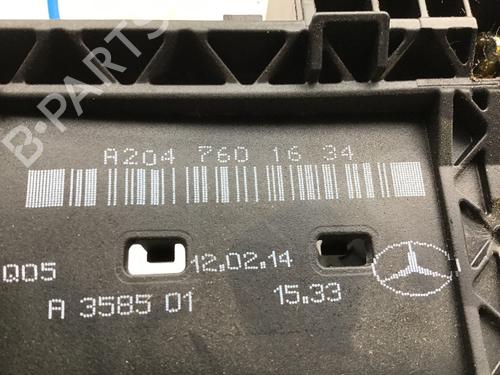 B-PARTS
A204 760 16 34
Q05
12.02.14
A 3585 01
15.33